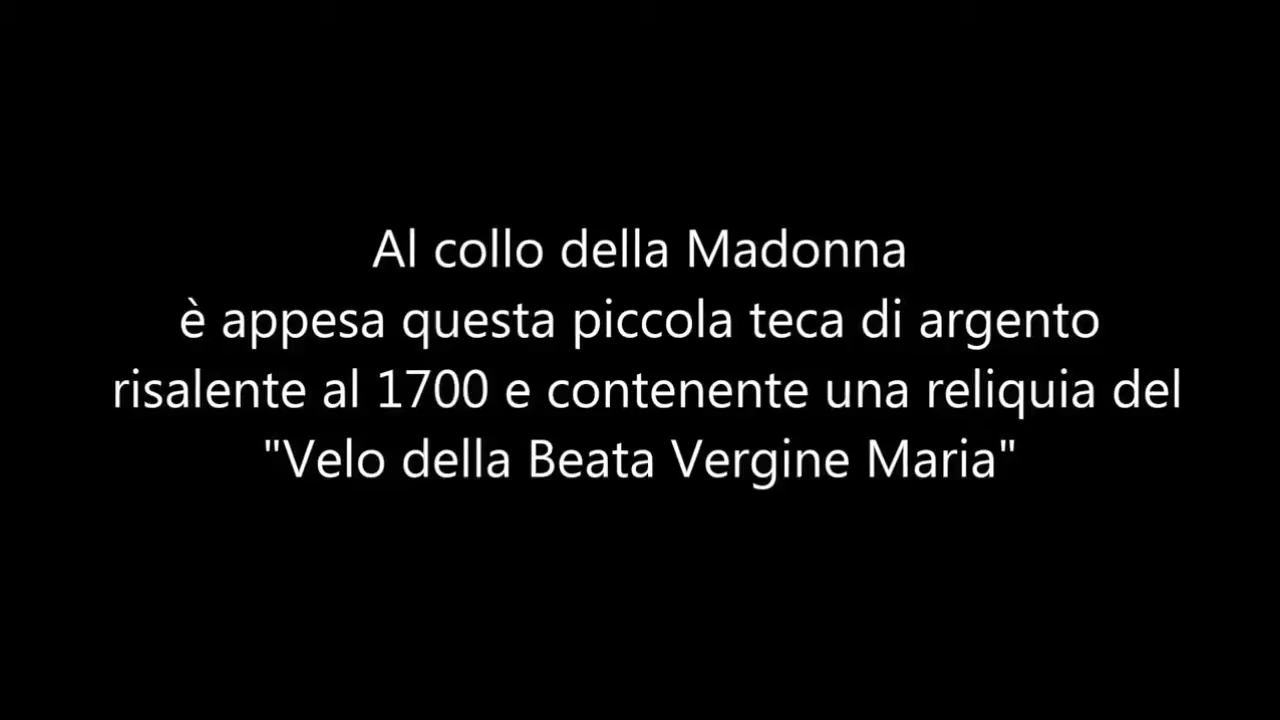 Al collo della Madonna
è appesa questa piccola teca di argento
risalente al 1700 e contenente una reliquia del
"Velo della Beata Vergine Maria"